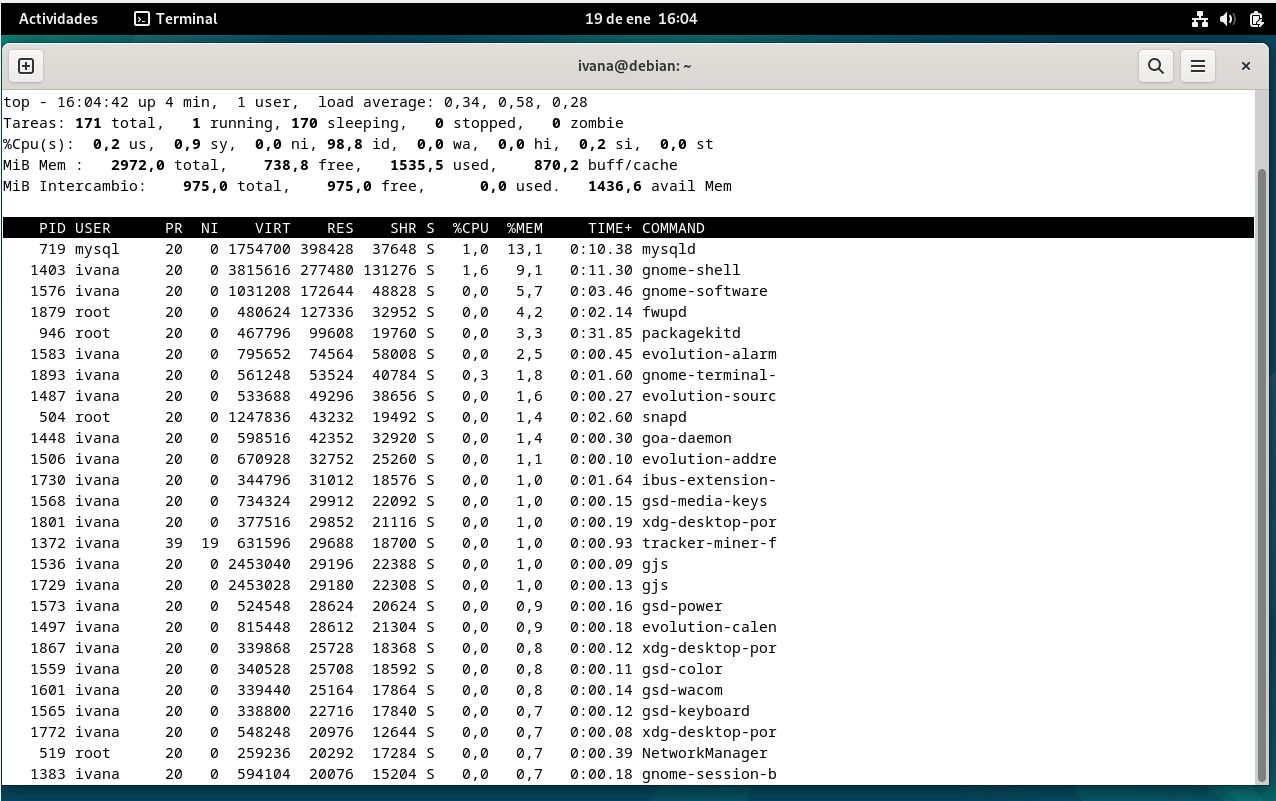 Actividades Terminal 19 de ene 16:04
ivana@debian: ~
top - 16:04:42 up 4 min,  1 user,  load average: 0,34, 0,58, 0,28
Tareas: 171 total,   1 running, 170 sleeping,   0 stopped,   0 zombie
%Cpu(s):  0,2 us,  0,9 sy,  0,0 ni, 98,8 id,  0,0 wa,  0,0 hi,  0,2 si,  0,0 st
MiB Mem :   2972,0 total,    738,8 free,   1535,5 used,    870,2 buff/cache
MiB Intercambio:    975,0 total,    975,0 free,      0,0 used.   1436,6 avail Mem
PID USER      PR  NI    VIRT    RES    SHR S  %CPU  %MEM     TIME+ COMMAND
719 mysql     20   0 1754700 398428  37648 S   1,0  13,1   0:10.38 mysqld
1403 ivana     20   0 3815616 277480 131276 S   1,6   9,1   0:11.30 gnome-shell
1576 ivana     20   0 1031208 172644  48828 S   0,0   5,7   0:03.46 gnome-software
1879 root      20   0  480624 127336  32952 S   0,0   4,2   0:02.14 fwupd
946 root      20   0  467796  99608  19760 S   0,0   3,3   0:31.85 packagekitd
1583 ivana     20   0  795652  74564  58008 S   0,0   2,5   0:00.45 evolution-alarm
1893 ivana     20   0  561248  53524  40784 S   0,3   1,8   0:01.60 gnome-terminal-
1487 ivana     20   0  533688  49296  38656 S   0,0   1,6   0:00.27 evolution-sourc
504 root      20   0 1247836  43232  19492 S   0,0   1,4   0:02.60 snapd
1448 ivana     20   0  598516  42352  32920 S   0,0   1,4   0:00.30 goa-daemon
1506 ivana     20   0  670928  32752  25260 S   0,0   1,1   0:00.10 evolution-addre
1730 ivana     20   0  344796  31012  18576 S   0,0   1,0   0:01.64 ibus-extension-
1568 ivana     20   0  734324  29912  22092 S   0,0   1,0   0:00.15 gsd-media-keys
1801 ivana     20   0  377516  29852  21116 S   0,0   1,0   0:00.19 xdg-desktop-por
1372 ivana     39  19  631596  29688  18700 S   0,0   1,0   0:00.93 tracker-miner-f
1536 ivana     20   0 2453040  29196  22388 S   0,0   1,0   0:00.09 gjs
1729 ivana     20   0 2453028  29180  22308 S   0,0   1,0   0:00.13 gjs
1573 ivana     20   0  524548  28624  20624 S   0,0   0,9   0:00.16 gsd-power
1497 ivana     20   0  815448  28612  21304 S   0,0   0,9   0:00.18 evolution-calen
1867 ivana     20   0  339868  25728  18368 S   0,0   0,8   0:00.12 xdg-desktop-por
1559 ivana     20   0  340528  25708  18592 S   0,0   0,8   0:00.11 gsd-color
1601 ivana     20   0  339440  25164  17864 S   0,0   0,8   0:00.14 gsd-wacom
1565 ivana     20   0  338800  22716  17840 S   0,0   0,7   0:00.12 gsd-keyboard
1772 ivana     20   0  548248  20976  12644 S   0,0   0,7   0:00.08 xdg-desktop-por
519 root      20   0  259236  20292  17284 S   0,0   0,7   0:00.39 NetworkManager
1383 ivana     20   0  594104  20076  15204 S   0,0   0,7   0:00.18 gnome-session-b